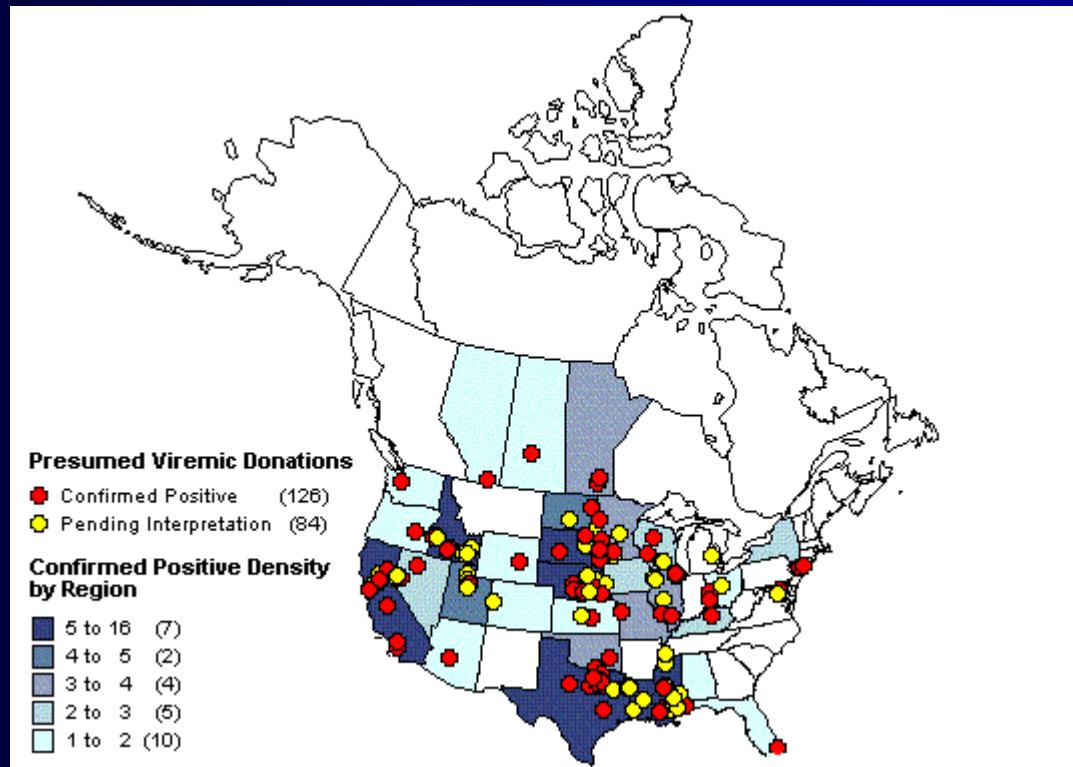 Presumed Viremic Donations
Confirmed Positive (126)
Pending Interpretation (84)
Confirmed Positive Density
by Region
5 to 16 (7)
4 to 5 (2)
3 to 4 (4)
2 to 3 (5)
1 to 2 (10)